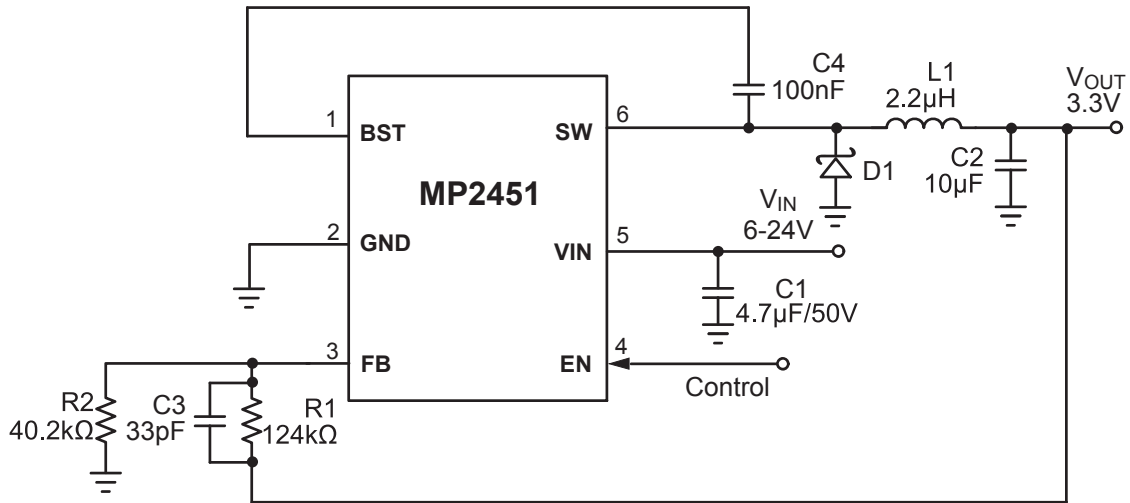 C4
100nF
L1
2.2µH
VOUT
3.3V
1
BST
SW
6
C2
10µF
D1
MP2451
VIN
6-24V
2
GND
VIN
5
C1
4.7µF/50V
3
FB
EN
4
Control
R2
40.2kΩ
C3
33pF
R1
124kΩ